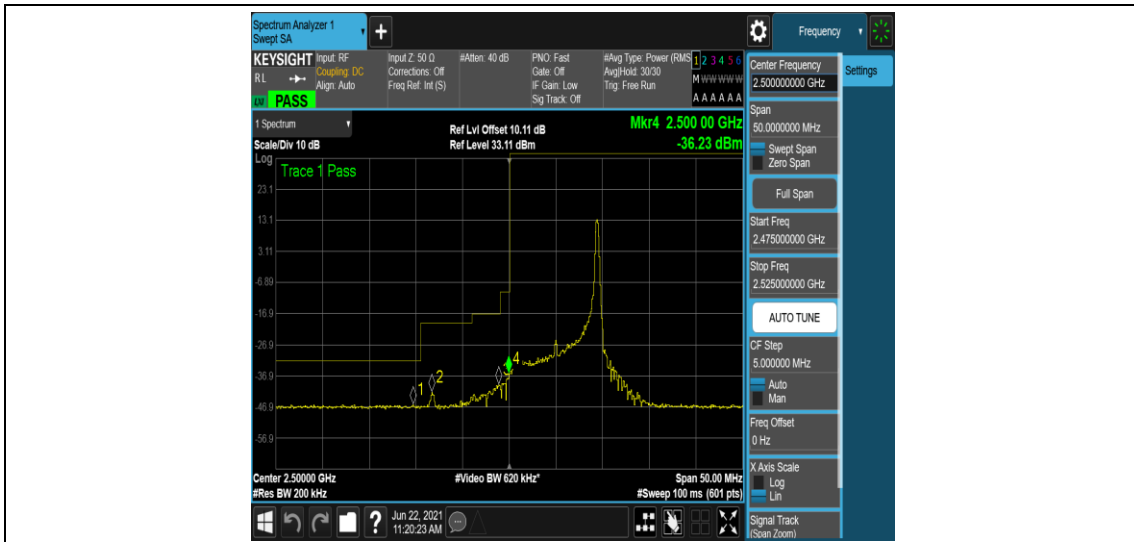 Spectrum Analyzer 1
Swept SA
+
Frequency
KEYSIGHT
RL
LXI
PASS
Input: RF
Coupling: DC
Align: Auto
Input Z: 50 Ω
Corrections: Off
Freq Ref: Int (S)
#Atten: 40 dB
PNO: Fast
Gate: Off
IF Gain: Low
Sig Track: Off
#Avg Type: Power (RMS
Avg|Hold: 30/30
Trig: Free Run
1 2 3 4 5 6
M W W W W W
A A A A A A
1 Spectrum
Scale/Div 10 dB
Ref Lvl Offset 10.11 dB
Ref Level 33.11 dBm
Mkr4 2.500 00 GHz
-36.23 dBm
Log
Trace 1 Pass
23.1
13.1
3.11
-6.89
-16.9
-26.9
-36.9
-46.9
-56.9
1
2
3
4
Center 2.50000 GHz
#Res BW 200 kHz
#Video BW 620 kHz*
Span 50.00 MHz
#Sweep 100 ms (601 pts)
Center Frequency
2.500000000 GHz
Settings
Span
50.0000000 MHz
Swept Span
Zero Span
Full Span
Start Freq
2.475000000 GHz
Stop Freq
2.525000000 GHz
AUTO TUNE
CF Step
5.000000 MHz
Auto
Man
Freq Offset
0 Hz
X Axis Scale
Log
Lin
Signal Track
(Span Zoom)
?
Jun 22, 2021
11:20:23 AM